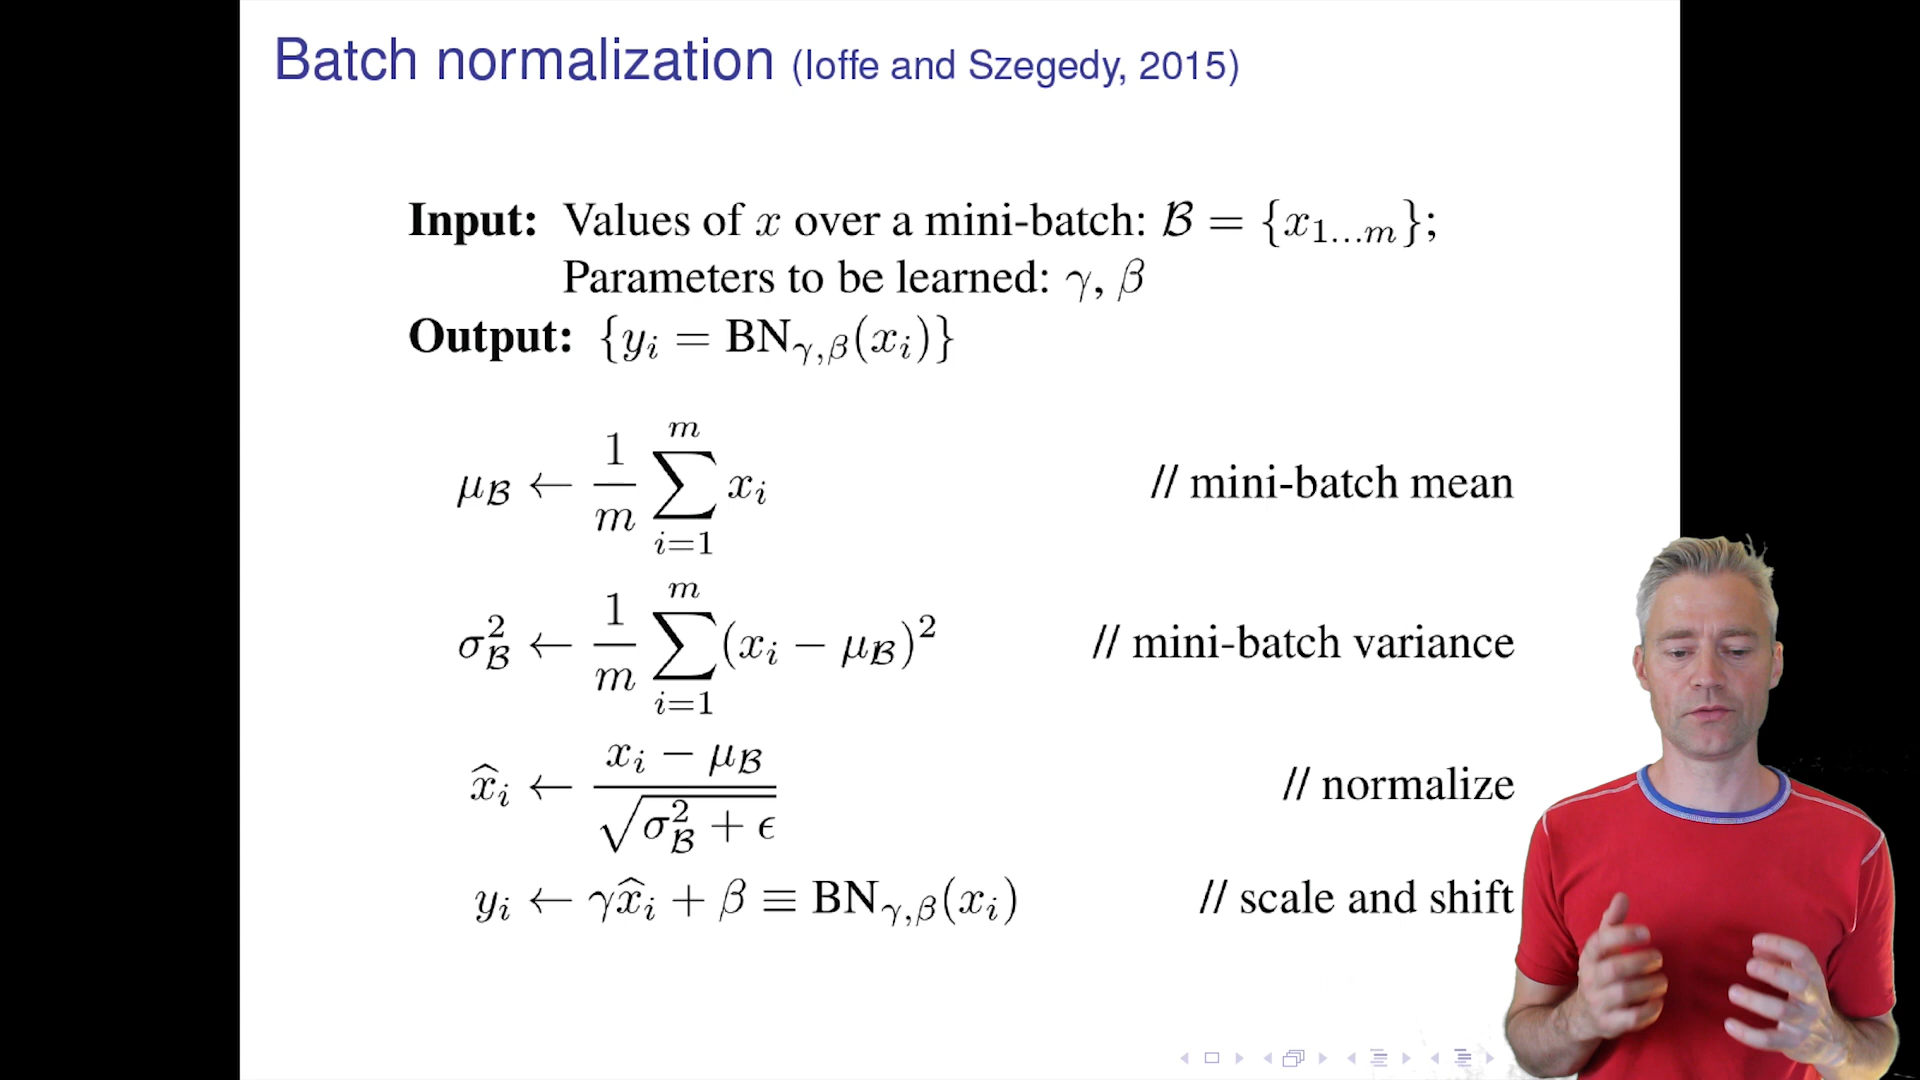 Batch normalization (Ioffe and Szegedy, 2015)
Input: Values of x over a mini-batch: ℬ = {x₁…ₘ};
Parameters to be learned: γ, β
Output: {yᵢ = BN_γ,β(xᵢ)}
μ_ℬ ← 1/m ∑_{i=1}^{m} xᵢ // mini-batch mean
σ²_ℬ ← 1/m ∑_{i=1}^{m} (xᵢ − μ_ℬ)² // mini-batch variance
x̂ᵢ ← (xᵢ − μ_ℬ) / √(σ²_ℬ + ϵ) // normalize
yᵢ ← γx̂ᵢ + β ≡ BN_γ,β(xᵢ) // scale and shift